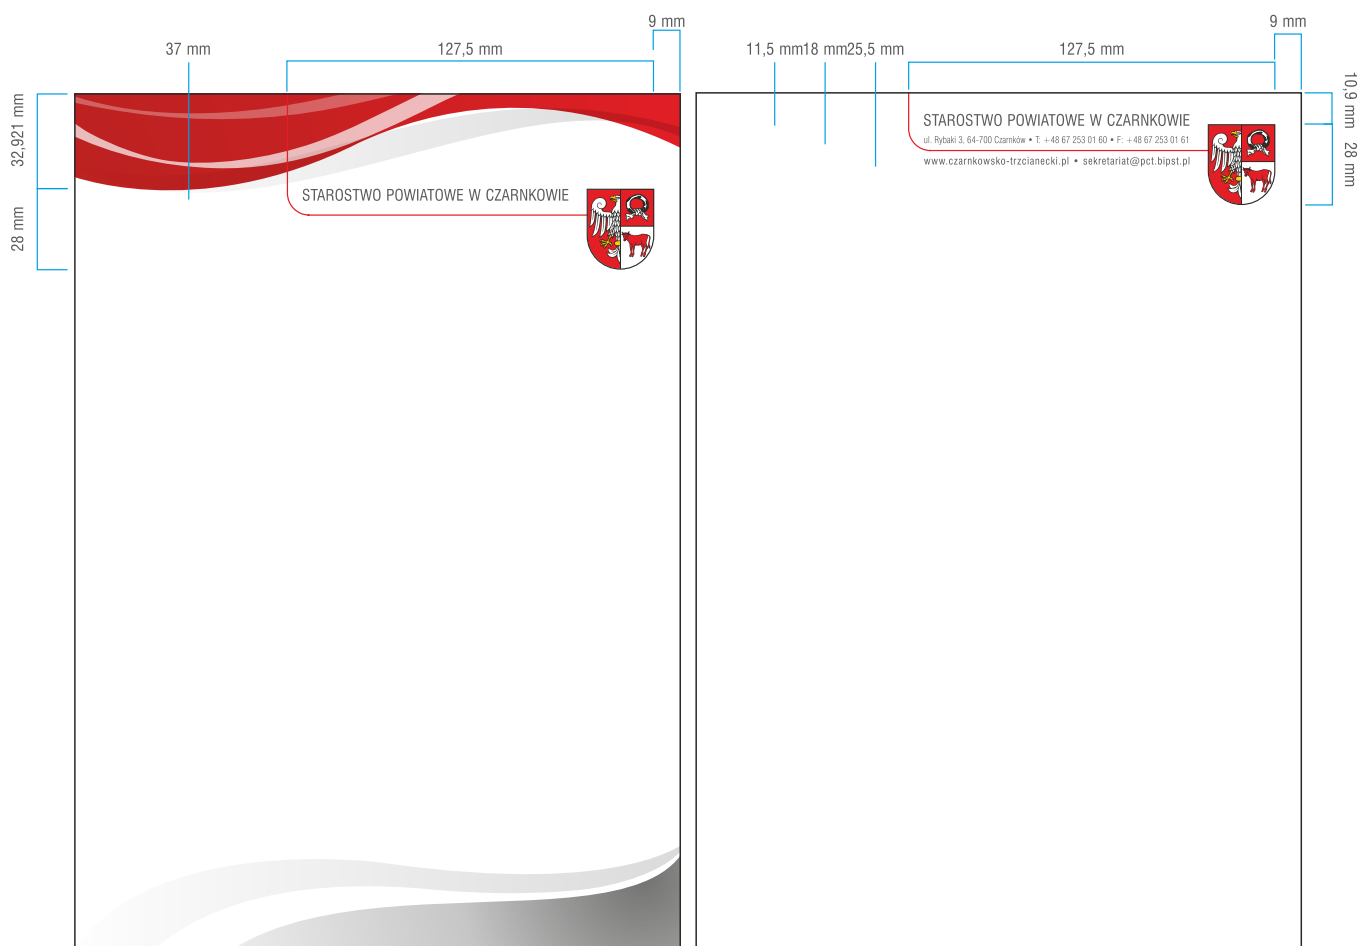 9 mm
37 mm
127,5 mm
32,921 mm
28 mm
STAROSTWO POWIATOWE W CZARNKOWIE
9 mm
11,5 mm
18 mm
25,5 mm
127,5 mm
10,9 mm
28 mm
STAROSTWO POWIATOWE W CZARNKOWIE
ul. Rybaki 3, 64-700 Czarnków • T: +48 67 253 01 60 • F: +48 67 253 01 61
www.czarnkowsko-trzcianecki.pl • sekretariat@pct.bipst.pl